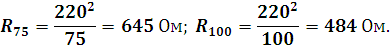 R₇₅ = 220²/75 = 645 Ом; R₁₀₀ = 220²/100 = 484 Ом.